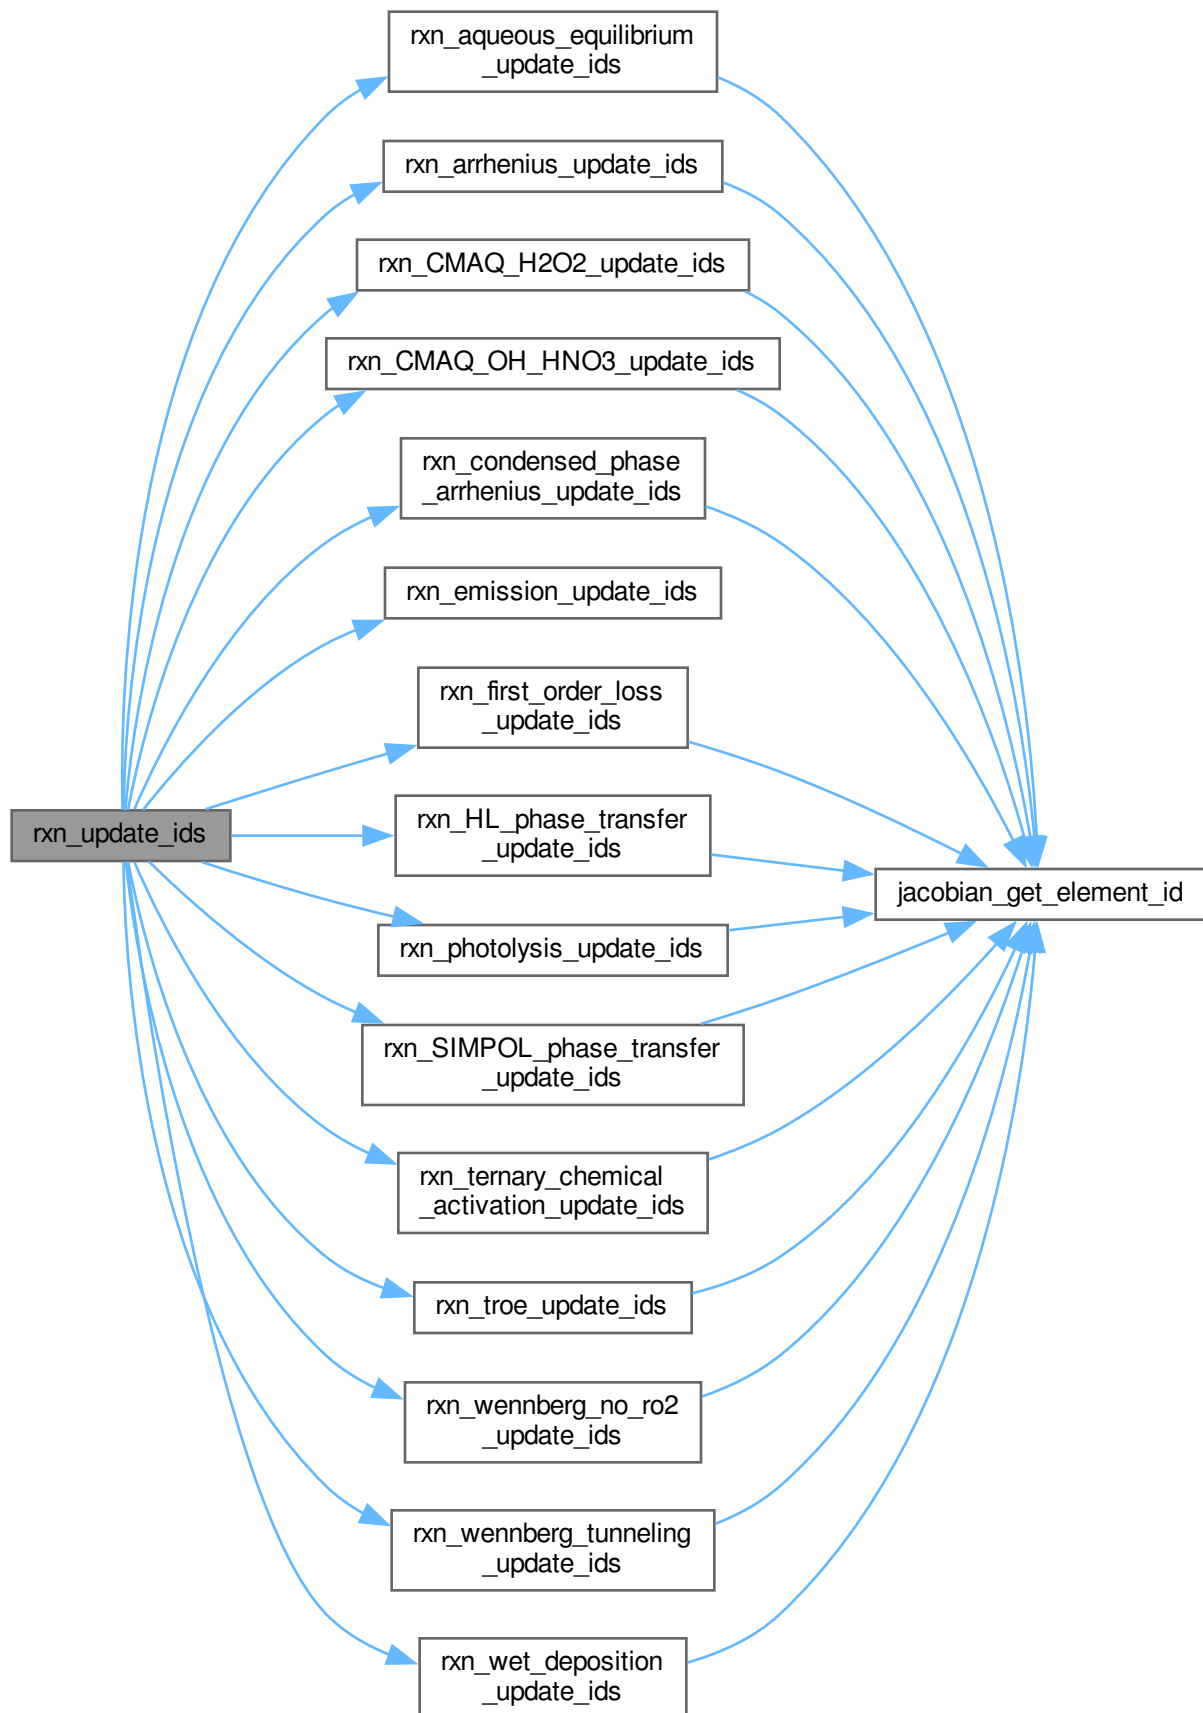 rxn_aqueous_equilibrium
_update_ids
rxn_arrhenius_update_ids
rxn_CMAQ_H2O2_update_ids
rxn_CMAQ_OH_HNO3_update_ids
rxn_condensed_phase
_arrhenius_update_ids
rxn_emission_update_ids
rxn_first_order_loss
_update_ids
rxn_update_ids
rxn_HL_phase_transfer
_update_ids
jacobian_get_element_id
rxn_photolysis_update_ids
rxn_SIMPOL_phase_transfer
_update_ids
rxn_ternary_chemical
_activation_update_ids
rxn_troe_update_ids
rxn_wennberg_no_ro2
_update_ids
rxn_wennberg_tunneling
_update_ids
rxn_wet_deposition
_update_ids